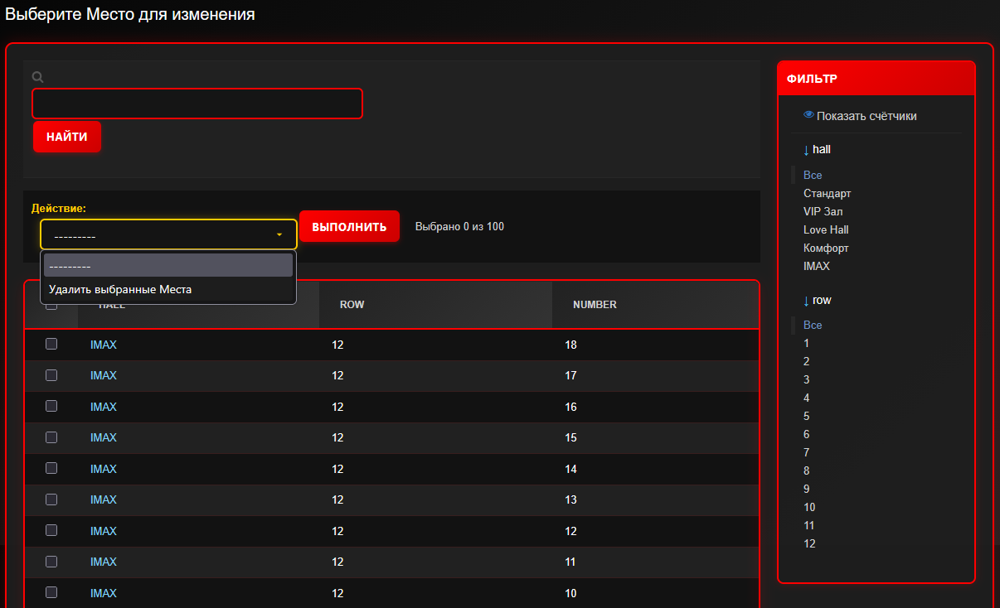 Выберите Место для изменения
НАЙТИ
Действие:
---------
ВЫПОЛНИТЬ
Выбрано 0 из 100
---------
Удалить выбранные Места
HALL
ROW
NUMBER
IMAX 12 18
IMAX 12 17
IMAX 12 16
IMAX 12 15
IMAX 12 14
IMAX 12 13
IMAX 12 12
IMAX 12 11
IMAX 12 10
ФИЛЬТР
Показать счётчики
↓ hall
Все
Стандарт
VIP Зал
Love Hall
Комфорт
IMAX
↓ row
Все
1
2
3
4
5
6
7
8
9
10
11
12